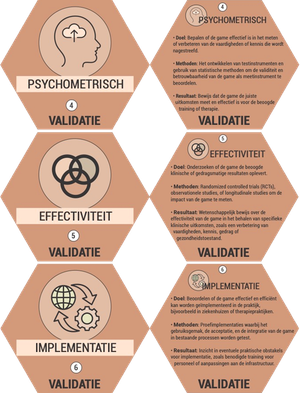 PSYCHOMETRISCH
4
VALIDATIE
4
PSYCHOMETRISCH
• Doel: Bepalen of de game effectief is in het meten
of verbeteren van de vaardigheden of kennis die wordt
nagestreefd.
• Methoden: Het ontwikkelen van testinstrumenten en
gebruik van statistische methoden om de validiteit en
betrouwbaarheid van de game als meetinstrument te
beoordelen.
• Resultaat: Bewijs dat de game de juiste
uitkomsten meet en effectief is voor de beoogde
training of therapie.
VALIDATIE
EFFECTIVITEIT
5
VALIDATIE
5
EFFECTIVITEIT
• Doel: Onderzoeken of de game de beoogde
klinische of gedragsmatige resultaten oplevert.
• Methoden: Randomized controlled trials (RCTs),
observationele studies, of longitudinale studies om de
impact van de game te meten.
• Resultaat: Wetenschappelijk bewijs over de
effectiviteit van de game in het behalen van specifieke
klinische uitkomsten, zoals een verbetering van
vaardigheden, kennis, gedrag of
gezondheidstoestand.
VALIDATIE
IMPLEMENTATIE
6
VALIDATIE
6
IMPLEMENTATIE
• Doel: Beoordelen of de game effectief en efficiënt
kan worden geïmplementeerd in de praktijk,
bijvoorbeeld in ziekenhuizen of therapiepraktijken.
• Methoden: Proefimplementaties waarbij het
gebruiksgemak, de acceptatie, en de integratie van de game
in bestaande processen worden getest.
• Resultaat: Inzicht in eventuele praktische obstakels
voor implementatie, zoals benodigde training voor
personeel of aanpassingen aan de infrastructuur.
VALIDATIE